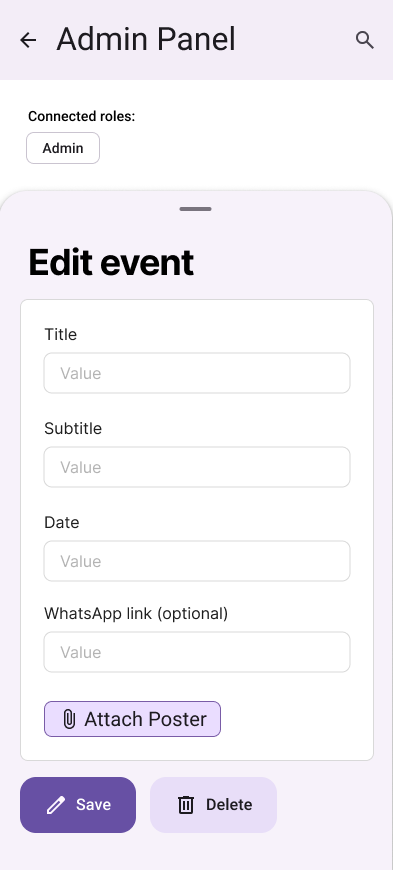 Admin Panel
Connected roles:
Admin
Edit event
Title
Value
Subtitle
Value
Date
Value
WhatsApp link (optional)
Value
Attach Poster
Save Delete